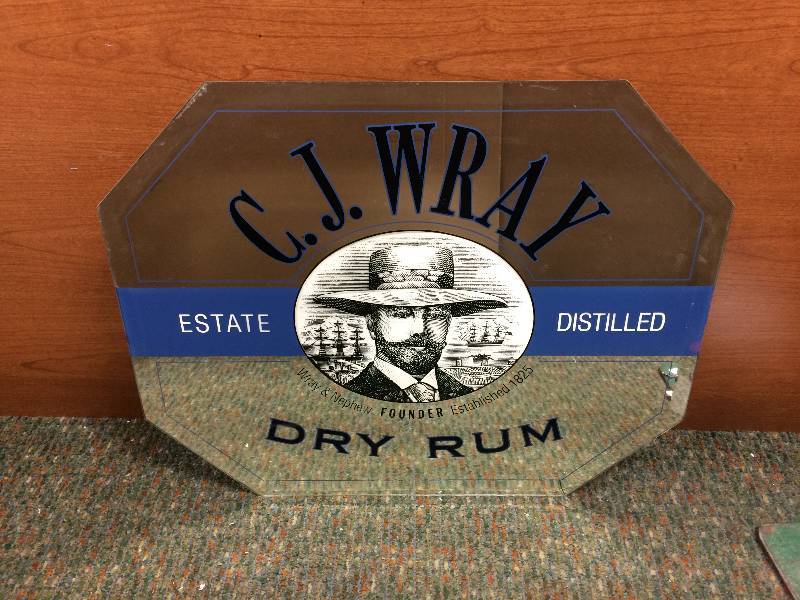 C.J. WRAY
ESTATE DISTILLED
Wray & Nephew FOUNDER Established 1825
DRY RUM